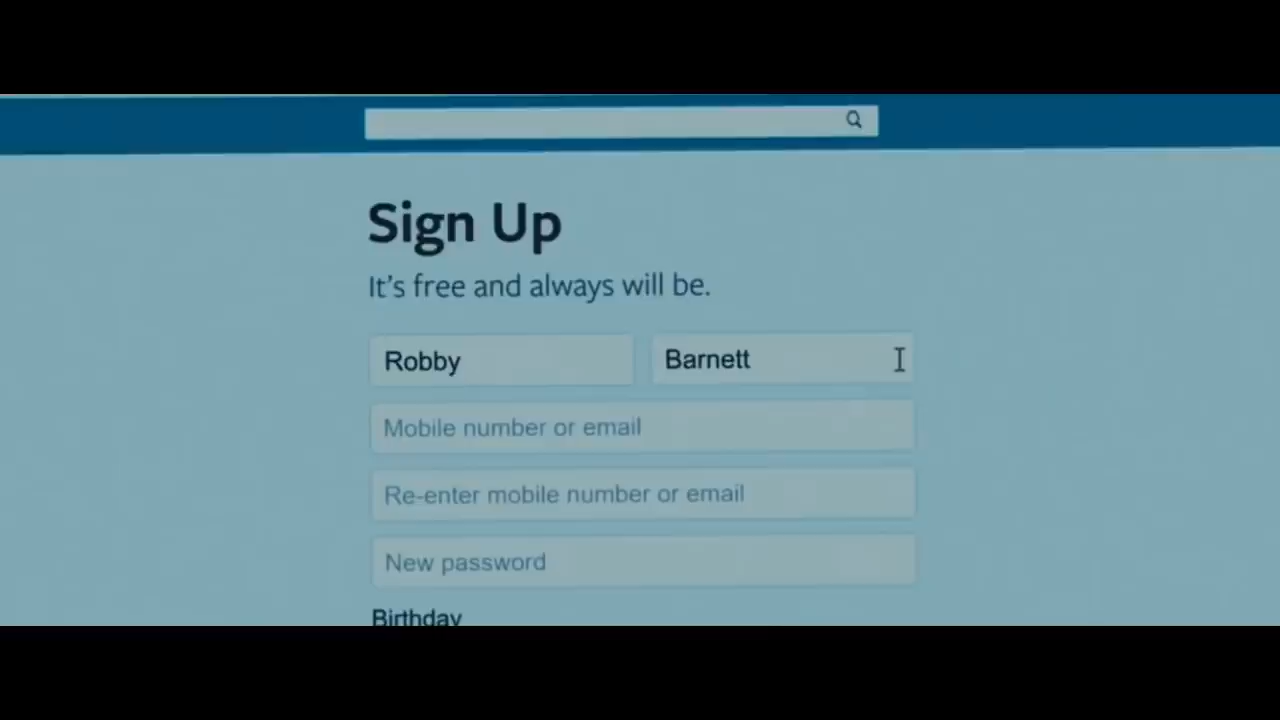 Sign Up
It's free and always will be.
Robby Barnett
Mobile number or email
Re-enter mobile number or email
New password
Birthday